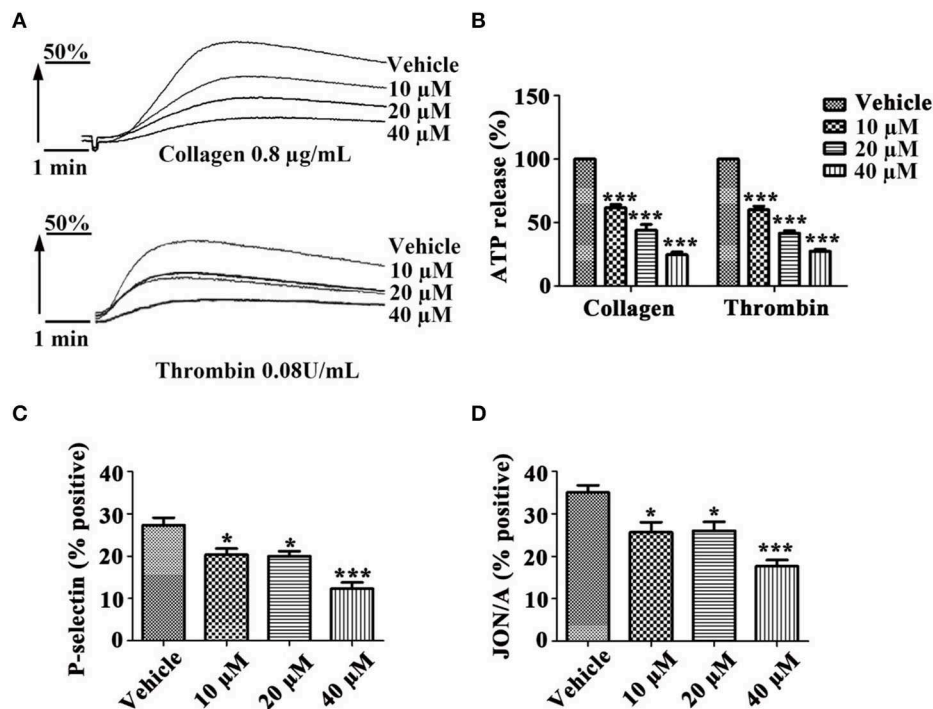 A
50%
1 min
Vehicle
10 µM
20 µM
40 µM
Collagen 0.8 µg/mL
50%
1 min
Vehicle
10 µM
20 µM
40 µM
Thrombin 0.08U/mL
B
ATP release (%)
150
100
50
0
*** *** ***
*** *** ***
Collagen Thrombin
Vehicle
10 µM
20 µM
40 µM
C
P-selectin (% positive)
40
30
20
10
0
* * ***
Vehicle 10 µM 20 µM 40 µM
D
JON/A (% positive)
40
30
20
10
0
* * ***
Vehicle 10 µM 20 µM 40 µM